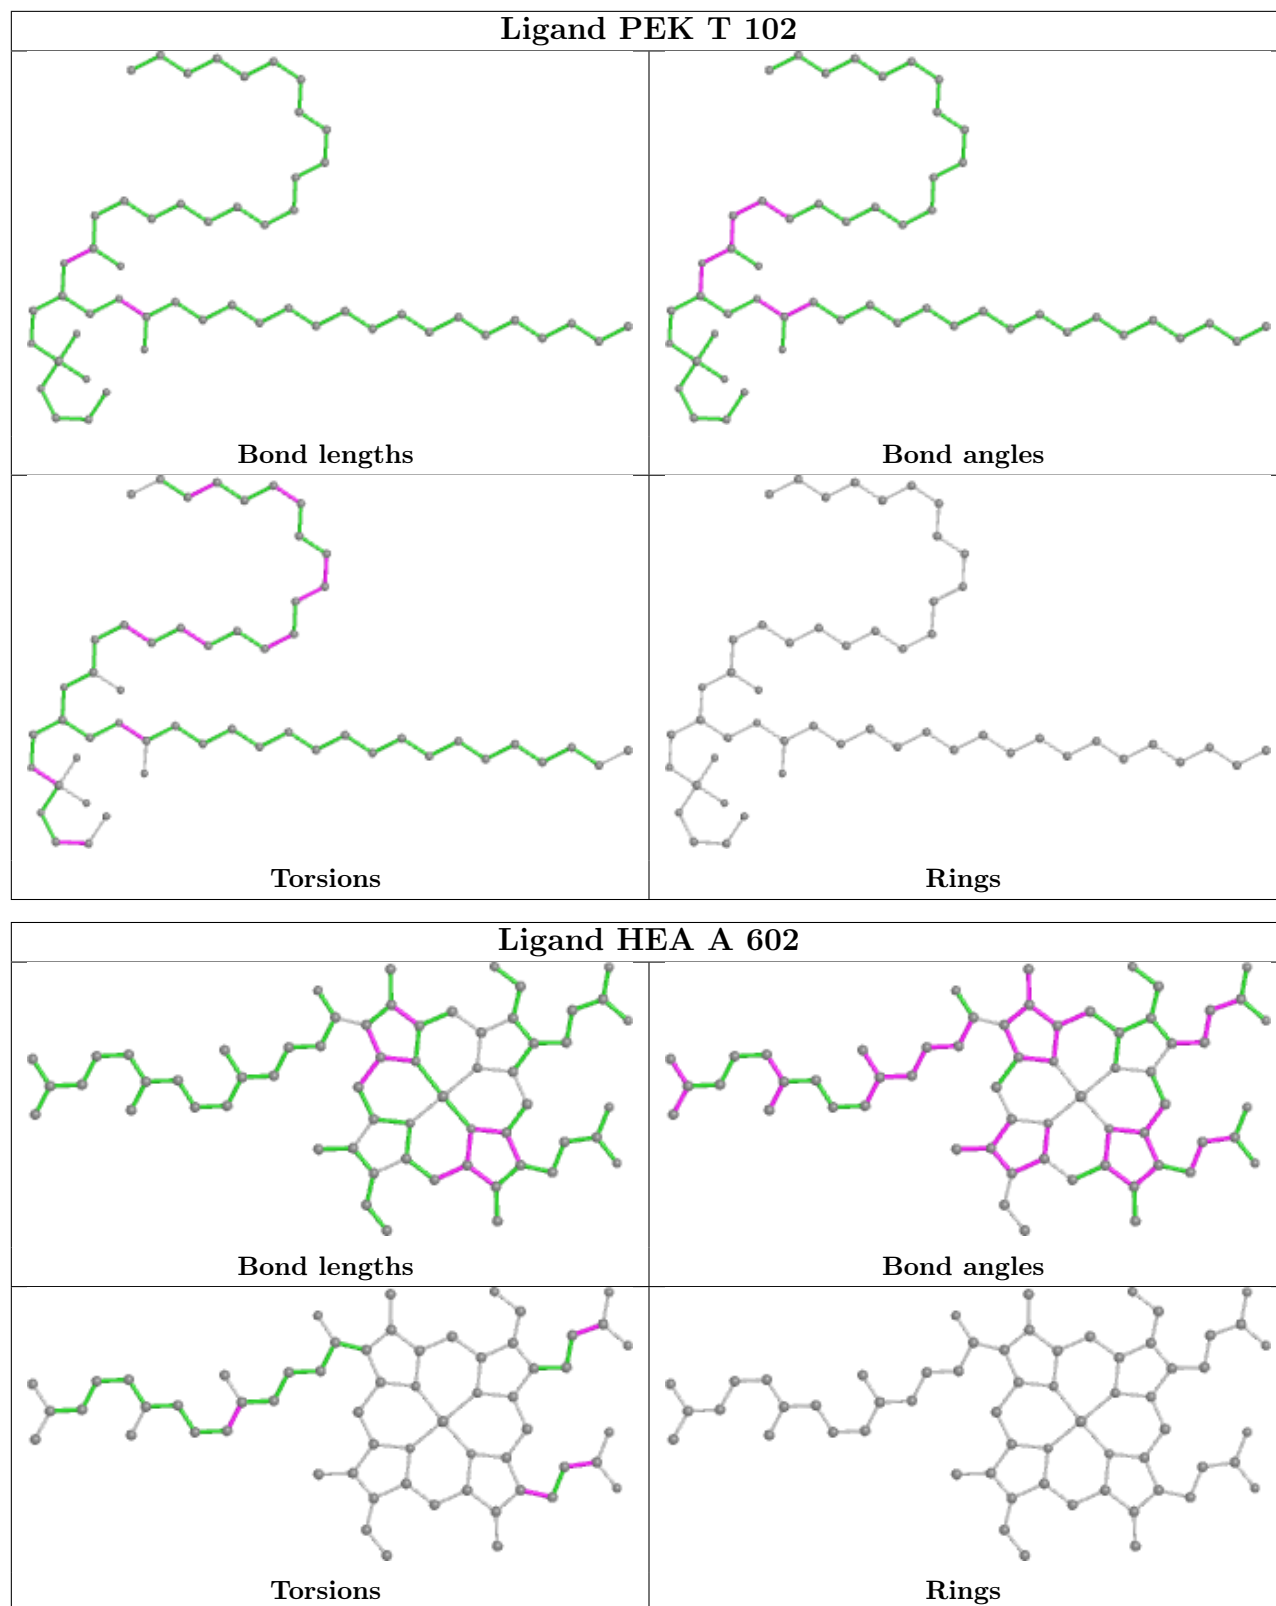 Ligand PEK T 102
Bond lengths
Bond angles
Torsions
Rings
Ligand HEA A 602
Bond lengths
Bond angles
Torsions
Rings